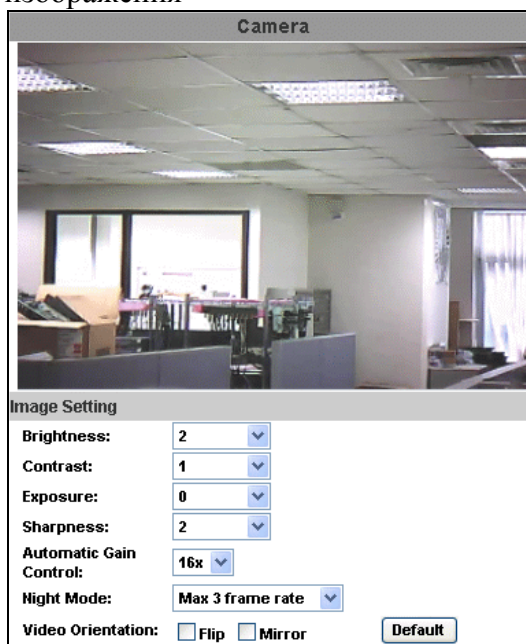 изображения
Camera
Image Setting
Brightness: 2
Contrast: 1
Exposure: 0
Sharpness: 2
Automatic Gain
Control: 16x
Night Mode: Max 3 frame rate
Video Orientation: Flip Mirror Default